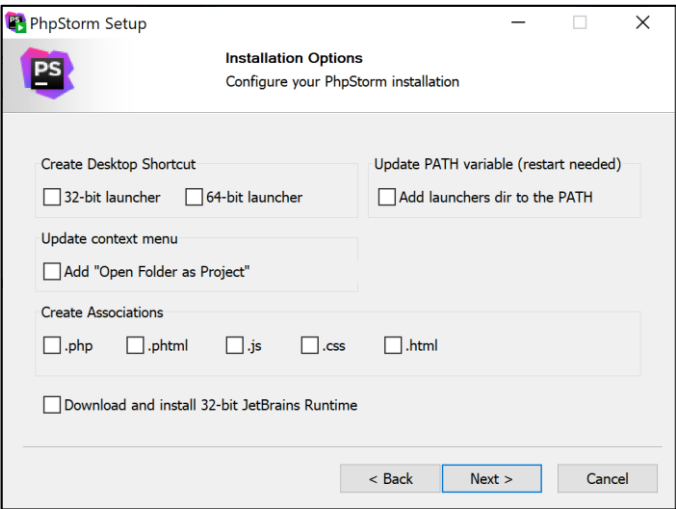 PhpStorm Setup
PS
Installation Options
Configure your PhpStorm installation
Create Desktop Shortcut
32-bit launcher 64-bit launcher
Update PATH variable (restart needed)
Add launchers dir to the PATH
Update context menu
Add "Open Folder as Project"
Create Associations
.php .phtml .js .css .html
Download and install 32-bit JetBrains Runtime
< Back Next > Cancel